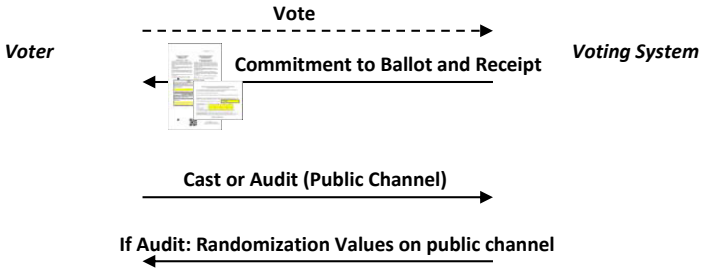 Vote
Voter
Voting System
Commitment to Ballot and Receipt
Cast or Audit (Public Channel)
If Audit: Randomization Values on public channel